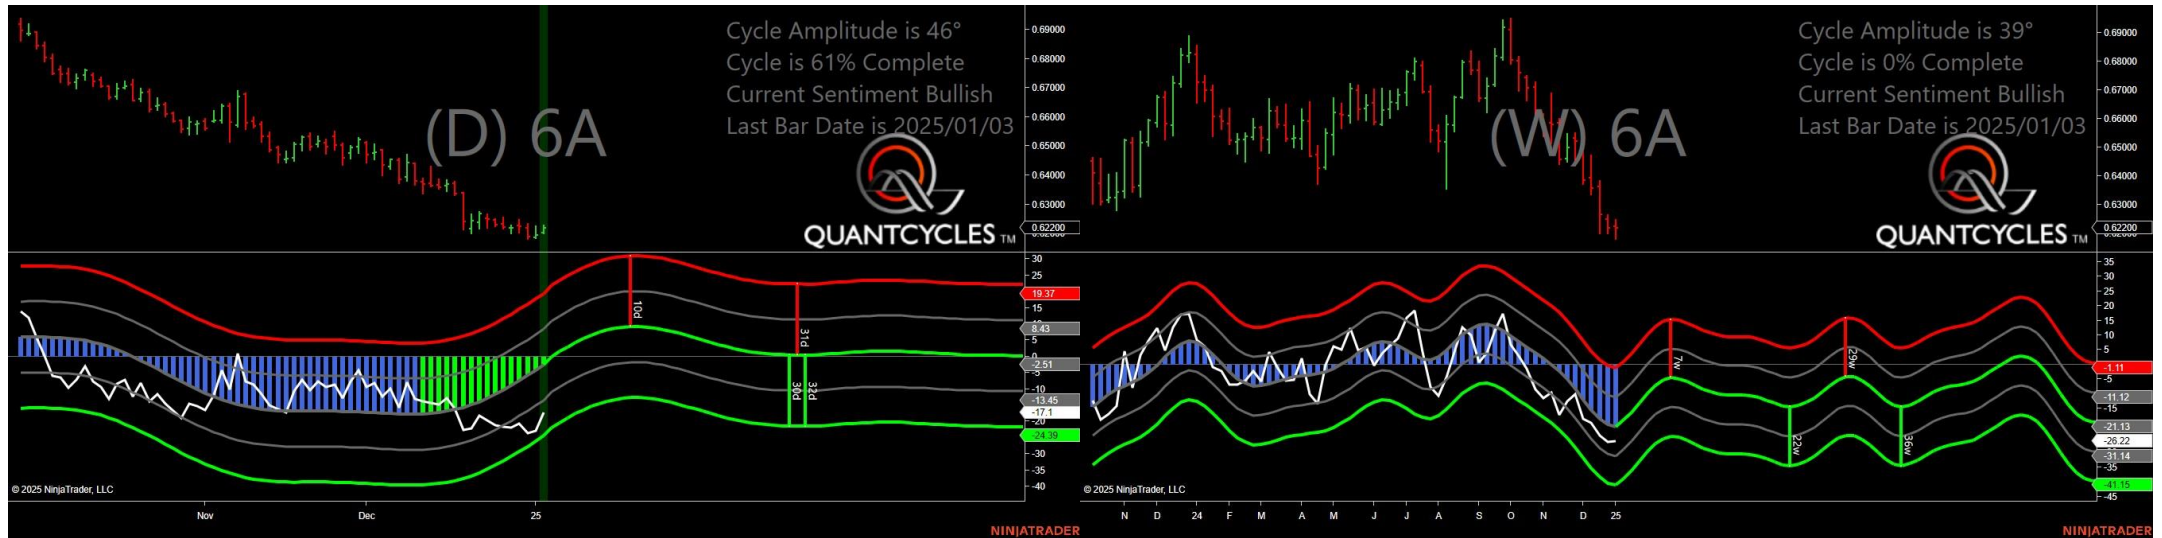 Cycle Amplitude is 46°
Cycle is 61% Complete
Current Sentiment Bullish
Last Bar Date is 2025/01/03
(D) 6A
QUANTCYCLES TM
0.69000
0.68000
0.67000
0.66000
0.65000
0.64000
0.63000
0.62200
30
25
19.37
15
8.43
5
0
-2.51
-5
-10
-13.45
-17.1
-20
-24.39
-30
-35
-40
10d
31d
30d
32d
© 2025 NinjaTrader, LLC
Nov
Dec
25
NINJATRADER
Cycle Amplitude is 39°
Cycle is 0% Complete
Current Sentiment Bullish
Last Bar Date is 2025/01/03
(W) 6A
QUANTCYCLES TM
0.69000
0.68000
0.67000
0.66000
0.65000
0.64000
0.63000
0.62200
35
30
25
20
15
10
5
-1.11
-5
-11.12
-15
-21.13
-26.22
-31.14
-35
-41.15
-45
7w
29w
22w
36w
© 2025 NinjaTrader, LLC
N D 24 F M A M J J A S O N D 25
NINJATRADER